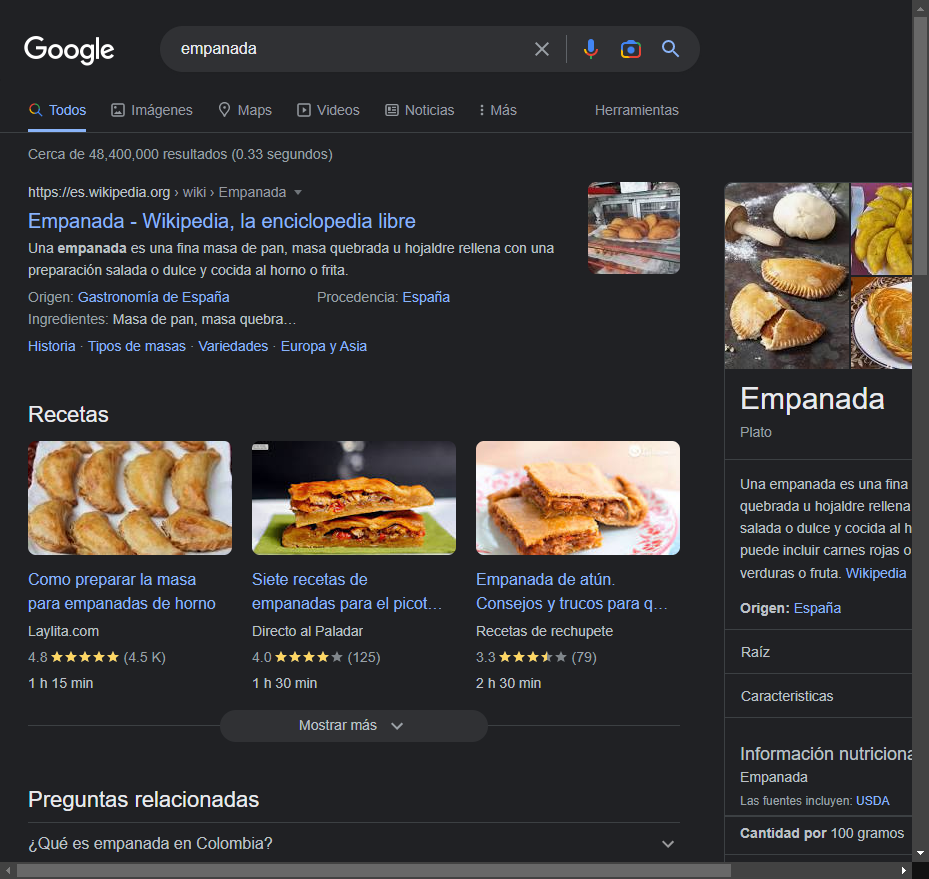 Google
empanada
Todos
Imágenes
Maps
Videos
Noticias
Más
Herramientas
Cerca de 48,400,000 resultados (0.33 segundos)
https://es.wikipedia.org › wiki › Empanada
Empanada - Wikipedia, la enciclopedia libre
Una empanada es una fina masa de pan, masa quebrada u hojaldre rellena con una
preparación salada o dulce y cocida al horno o frita.
Origen: Gastronomía de España
Procedencia: España
Ingredientes: Masa de pan, masa quebra…
Historia · Tipos de masas · Variedades · Europa y Asia
Recetas
Como preparar la masa
para empanadas de horno
Laylita.com
4.8 ★★★★★ (4.5 K)
1 h 15 min
Siete recetas de
empanadas para el picot…
Directo al Paladar
4.0 ★★★★★ (125)
1 h 30 min
Empanada de atún.
Consejos y trucos para q…
Recetas de rechupete
3.3 ★★★★★ (79)
2 h 30 min
Mostrar más
Preguntas relacionadas
¿Qué es empanada en Colombia?
Empanada
Plato
Una empanada es una fina
quebrada u hojaldre rellena
salada o dulce y cocida al h
puede incluir carnes rojas o
verduras o fruta. Wikipedia
Origen: España
Raíz
Caracteristicas
Información nutriciona
Empanada
Las fuentes incluyen: USDA
Cantidad por 100 gramos